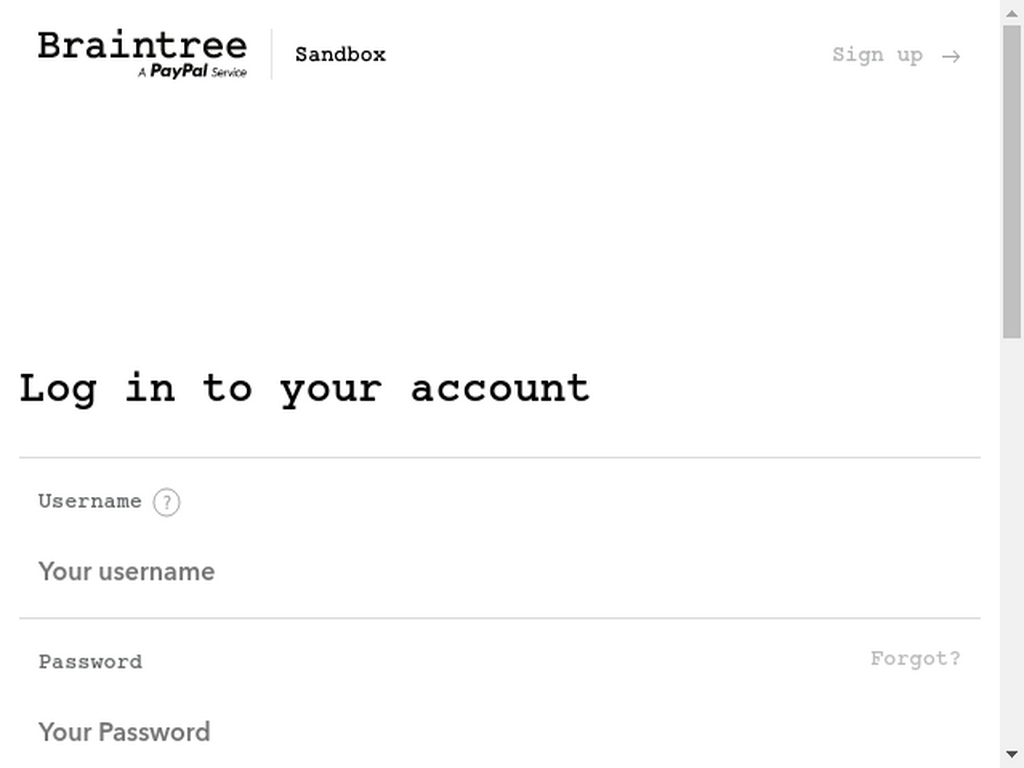 Braintree
A PayPal Service
Sandbox
Sign up →
Log in to your account
Username ?
Your username
Password
Forgot?
Your Password